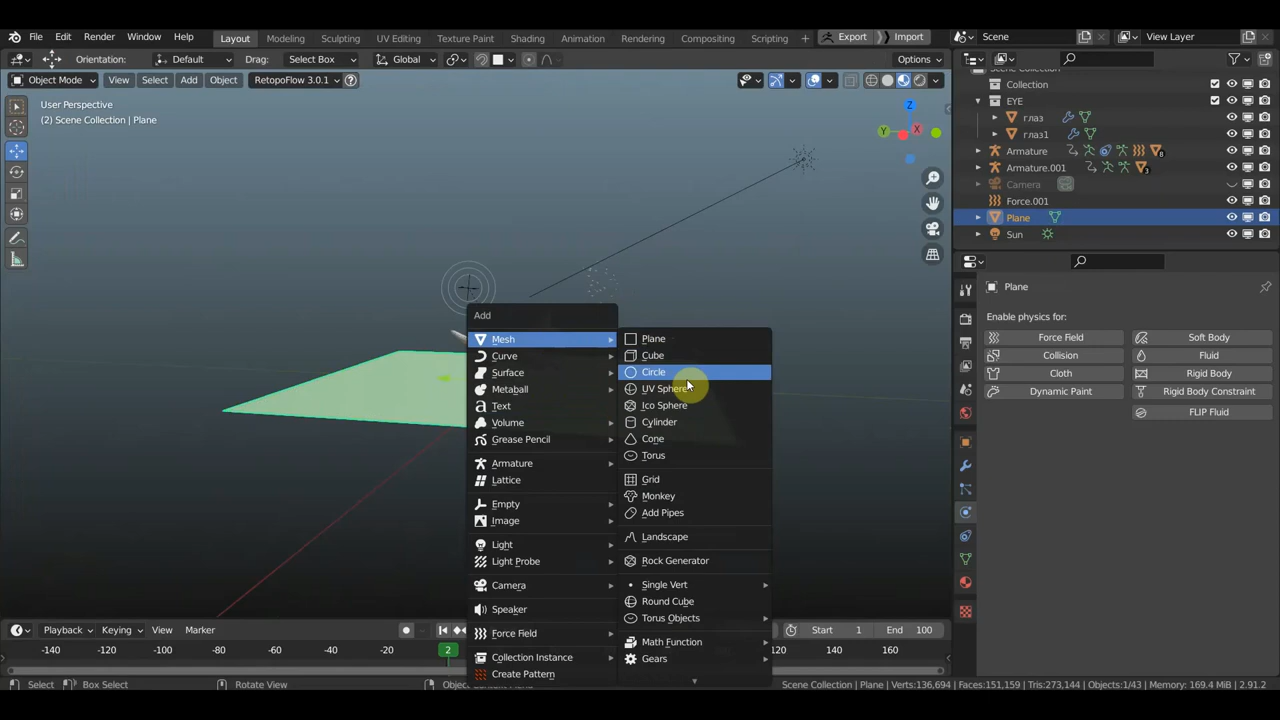 File Edit Render Window Help Layout Modeling Sculpting UV Editing Texture Paint Shading Animation Rendering Compositing Scripting + Export Import Scene View Layer
Orientation: Default Drag: Select Box Global Options
Object Mode View Select Add Object RetopoFlow 3.0.1 ?
User Perspective
(2) Scene Collection | Plane
Z
Y X
Collection
EYE
глаз
глаз1
Armature 8
Armature.001 3
Camera
Force.001
Plane
Sun
Plane
Enable physics for:
Force Field Soft Body
Collision Fluid
Cloth Rigid Body
Dynamic Paint Rigid Body Constraint
FLIP Fluid
Add
Mesh
Curve
Surface
Metaball
Text
Volume
Grease Pencil
Armature
Lattice
Empty
Image
Light
Light Probe
Camera
Speaker
Force Field
Collection Instance
Create Pattern
Plane
Cube
Circle
UV Sphere
Ico Sphere
Cylinder
Cone
Torus
Grid
Monkey
Add Pipes
Landscape
Rock Generator
Single Vert
Round Cube
Torus Objects
Math Function
Gears
Playback Keying View Marker Start 1 End 100
-140 -120 -100 -80 -60 -40 -20 2 120 140 160
Select Box Select Rotate View Scene Collection | Plane Verts:136,694 | Faces:151,159 | Tris:273,144 | Objects:1/43 | Memory: 169.4 MiB | 2.91.2